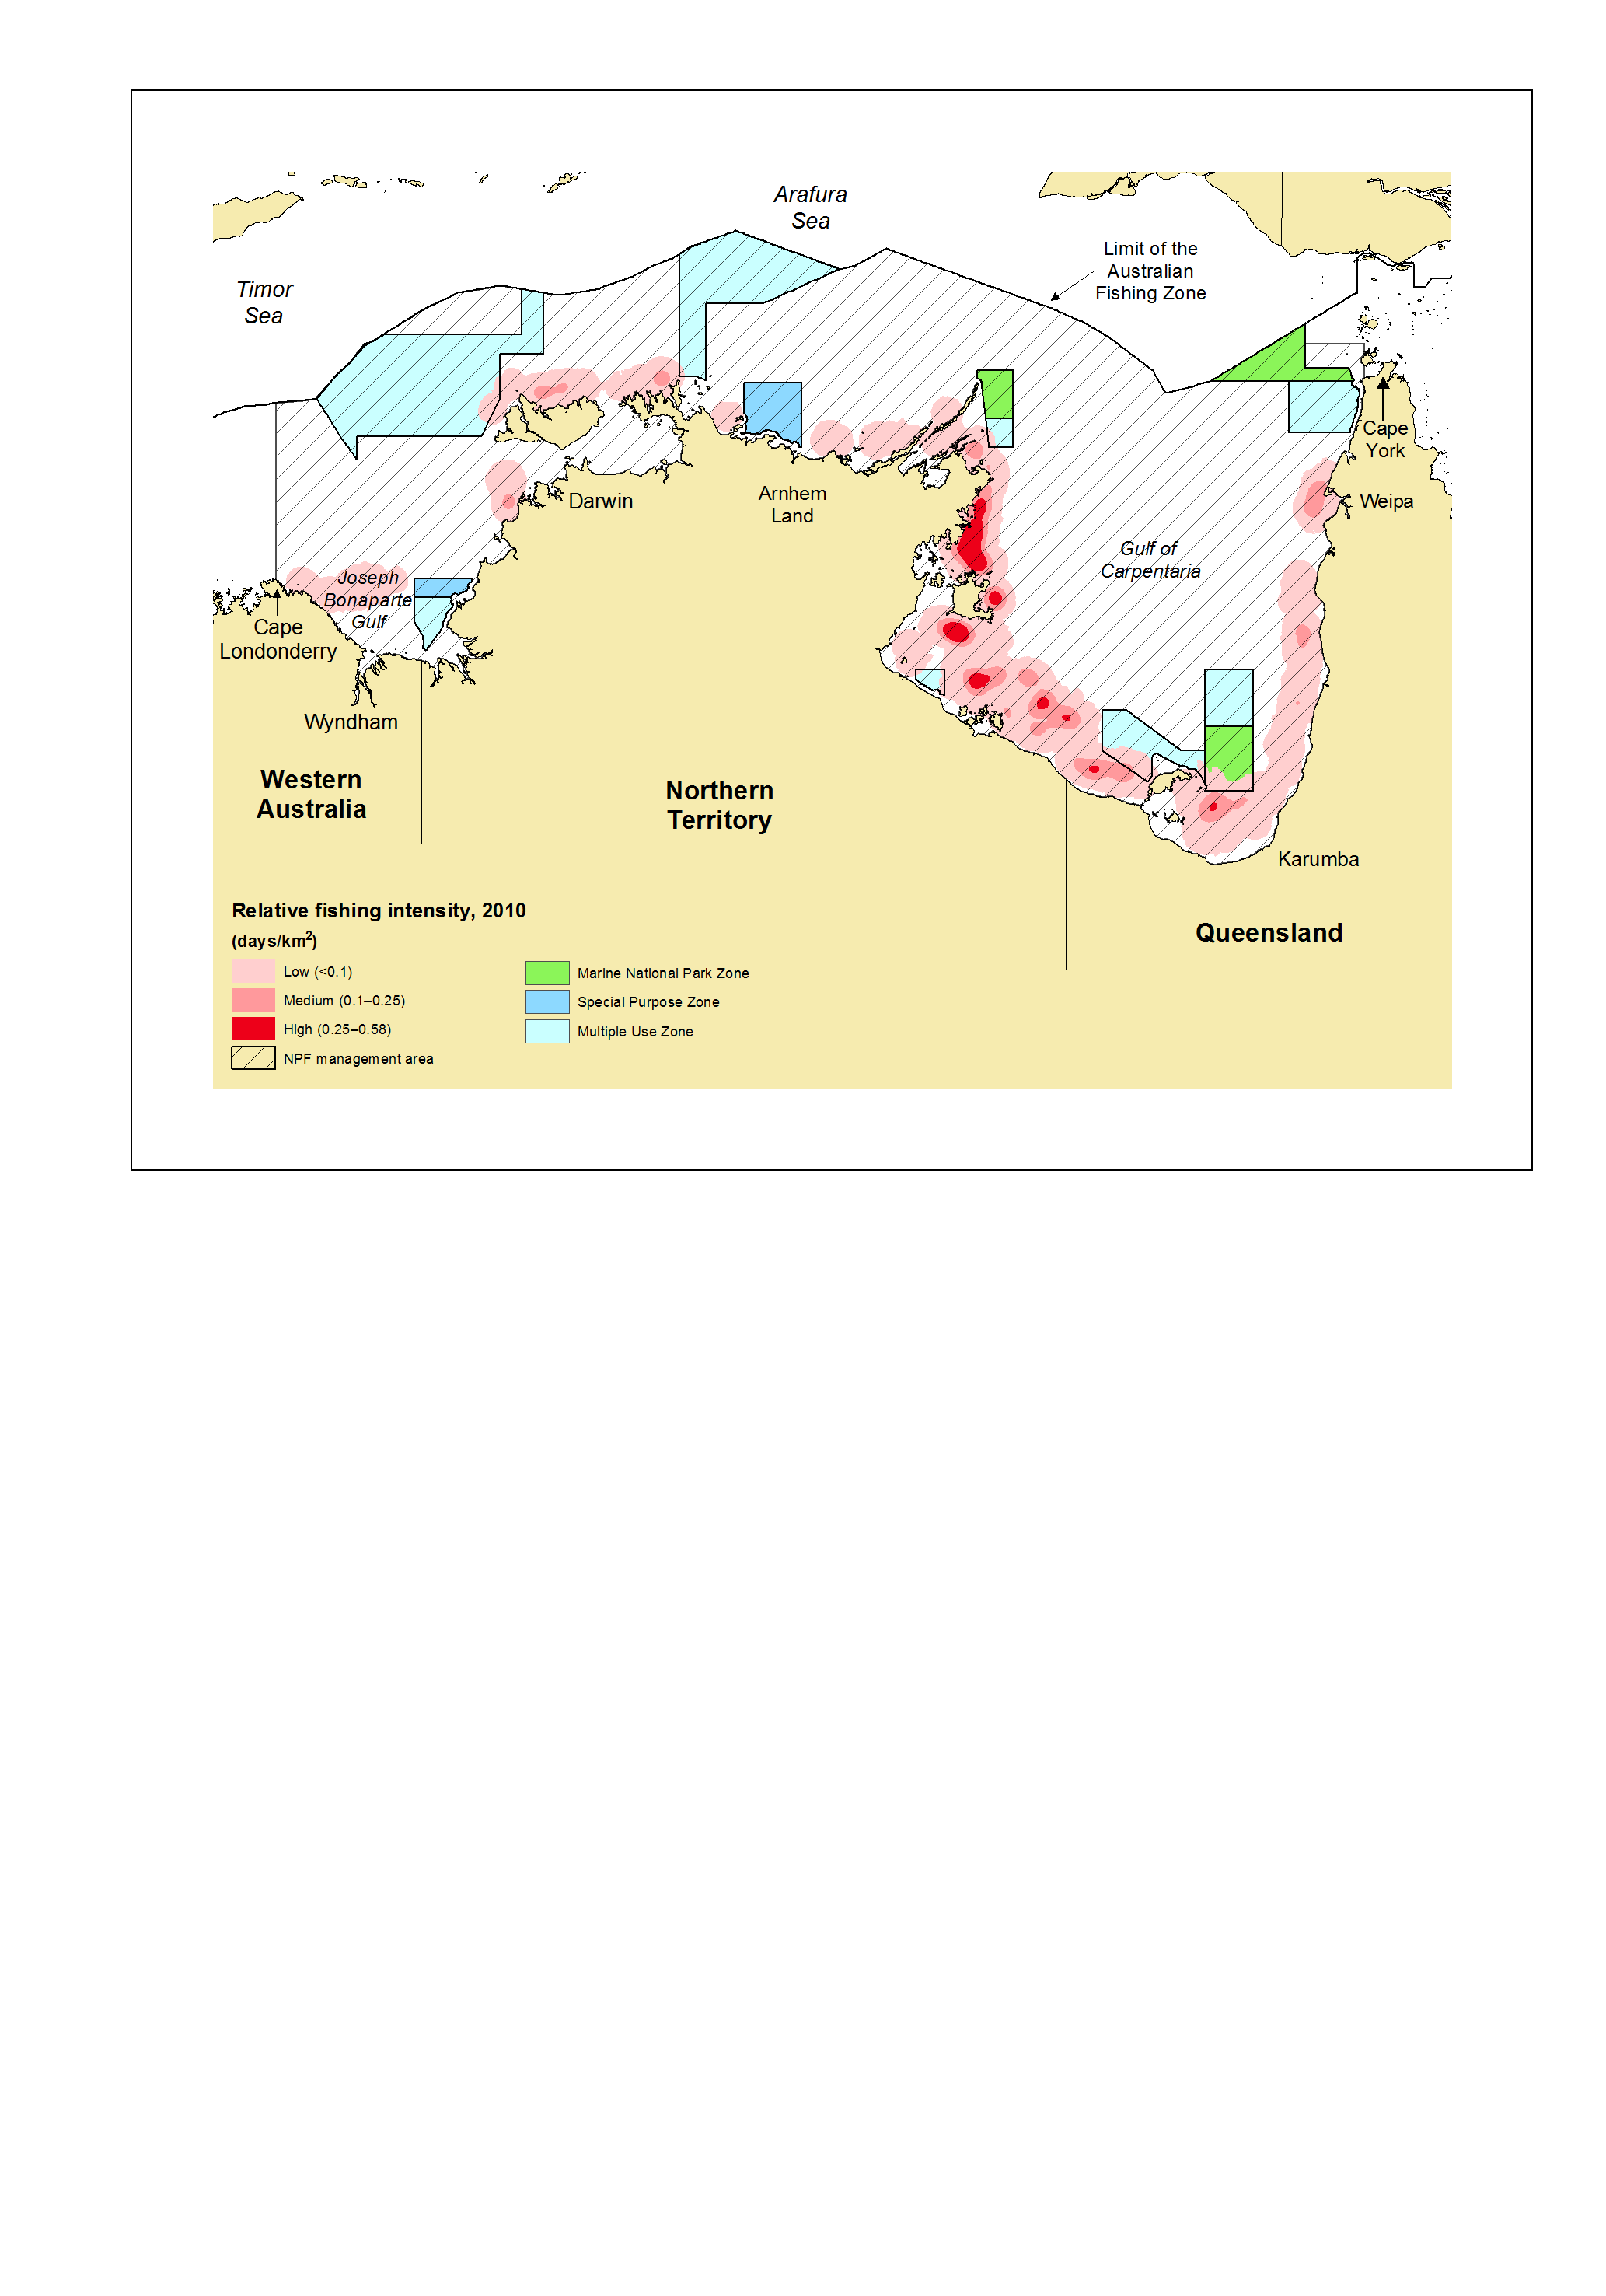 Arafura
Sea
Limit of the
Australian
Fishing Zone
Timor
Sea
Cape
York
Darwin
Arnhem
Land
Weipa
Gulf of
Carpentaria
Joseph
Bonaparte
Gulf
Cape
Londonderry
Wyndham
Western
Australia
Northern
Territory
Karumba
Queensland
Relative fishing intensity, 2010
(days/km2)
Low (<0.1)
Medium (0.1–0.25)
High (0.25–0.58)
NPF management area
Marine National Park Zone
Special Purpose Zone
Multiple Use Zone